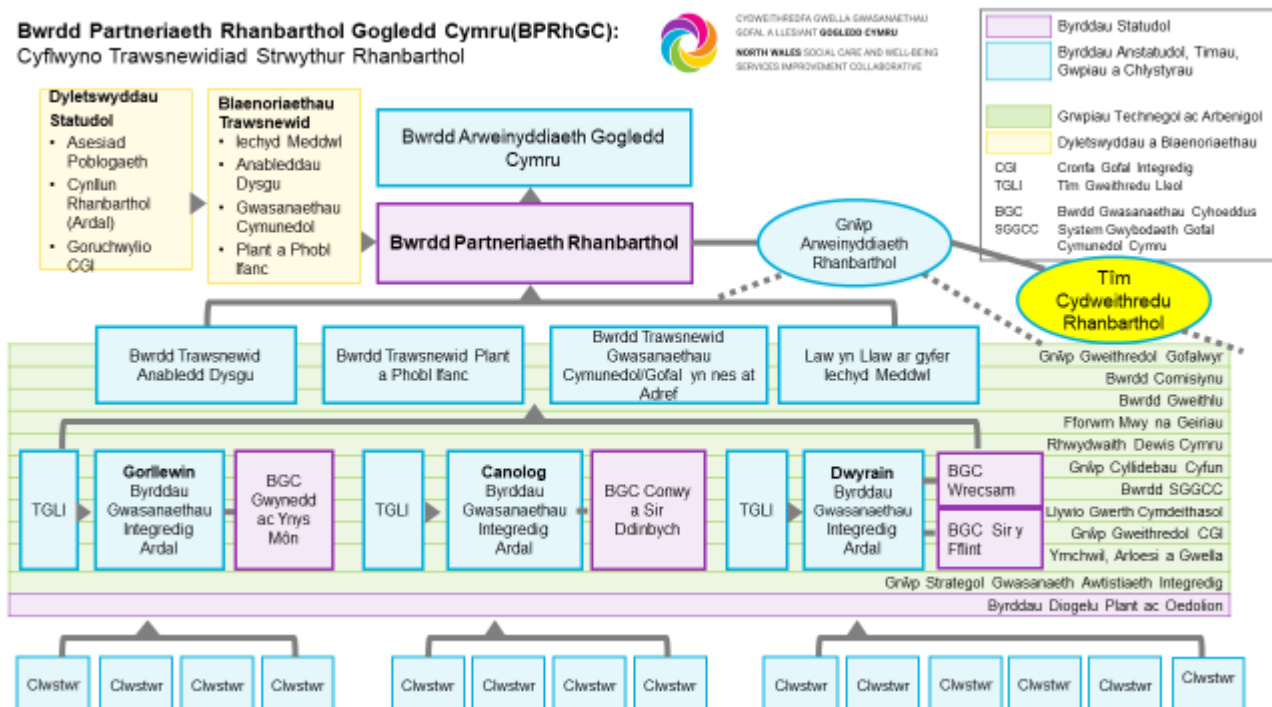 Bwrdd Partneriaeth Rhanbarthol Gogledd Cymru(BPRhGC):
Cyflwyno Trawsnewidiad Strwythur Rhanbarthol
CYDWEITHREDFA GWELLA GWASANAETHAU
GOFAL A LLESIANT GOGLEDD CYMRU
NORTH WALES SOCIAL CARE AND WELL-BEING
SERVICES IMPROVEMENT COLLABORATIVE
Byrddau Statudol
Byrddau Anstatudol, Timau,
Gwpiau a Chlystyrau
Grwpiau Technegol ac Arbenigol
Dyletswyddau a Blaenoriaethau
CGI Cronfa Gofal Integredig
TGLI Tîm Gweithredu Lleol
BGC Bwrdd Gwasanaethau Cyhoeddus
SGGCC System Gwybodaeth Gofal
Cymunedol Cymru
Dyletswyddau
Statudol
• Asesiad
Poblogaeth
• Cynllun
Rhanbarthol
(Ardal)
• Goruchwylio
CGI
Blaenoriaethau
Trawsnewid
• Iechyd Meddwl
• Anableddau
Dysgu
• Gwasanaethau
Cymunedol
• Plant a Phobl
Ifanc
Bwrdd Arweinyddiaeth Gogledd
Cymru
Bwrdd Partneriaeth Rhanbarthol
Grŵp
Arweinyddiaeth
Rhanbarthol
Tîm
Cydweithredu
Rhanbarthol
Bwrdd Trawsnewid
Anabledd Dysgu
Bwrdd Trawsnewid Plant
a Phobl Ifanc
Bwrdd Trawsnewid
Gwasanaethau
Cymunedol/Gofal yn nes at
Adref
Law yn Llaw ar gyfer
Iechyd Meddwl
Grŵp Gweithredol Gofalwyr
Bwrdd Comisiynu
Bwrdd Gweithlu
Fforwm Mwy na Geiriau
Rhwydwaith Dewis Cymru
Grŵp Cyllidebau Cyfun
Bwrdd SGGCC
Llywio Gwerth Cymdeithasol
Grŵp Gweithredol CGI
Ymchwil, Arloesi a Gwella
Grŵp Strategol Gwasanaeth Awtistiaeth Integredig
Byrddau Diogelu Plant ac Oedolion
TGLI
Gorllewin
Byrddau
Gwasanaethau
Integredig
Ardal
BGC
Gwynedd
ac Ynys
Môn
TGLI
Canolog
Byrddau
Gwasanaethau
Integredig
Ardal
BGC Conwy
a Sir
Ddinbych
TGLI
Dwyrain
Byrddau
Gwasanaethau
Integredig
Ardal
BGC
Wrecsam
BGC Sir y
Fflint
Clwstwr
Clwstwr
Clwstwr
Clwstwr
Clwstwr
Clwstwr
Clwstwr
Clwstwr
Clwstwr
Clwstwr
Clwstwr
Clwstwr
Clwstwr
Clwstwr